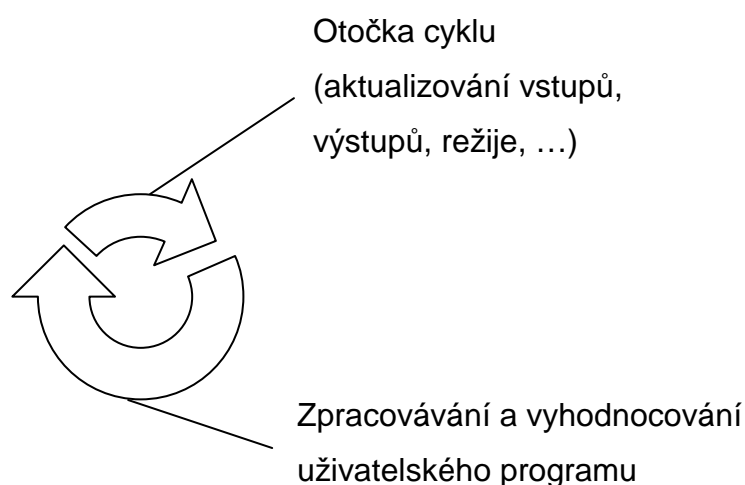 Otočka cyklu
(aktualizování vstupů,
výstupů, režije, …)
Zpracovávání a vyhodnocování
uživatelského programu